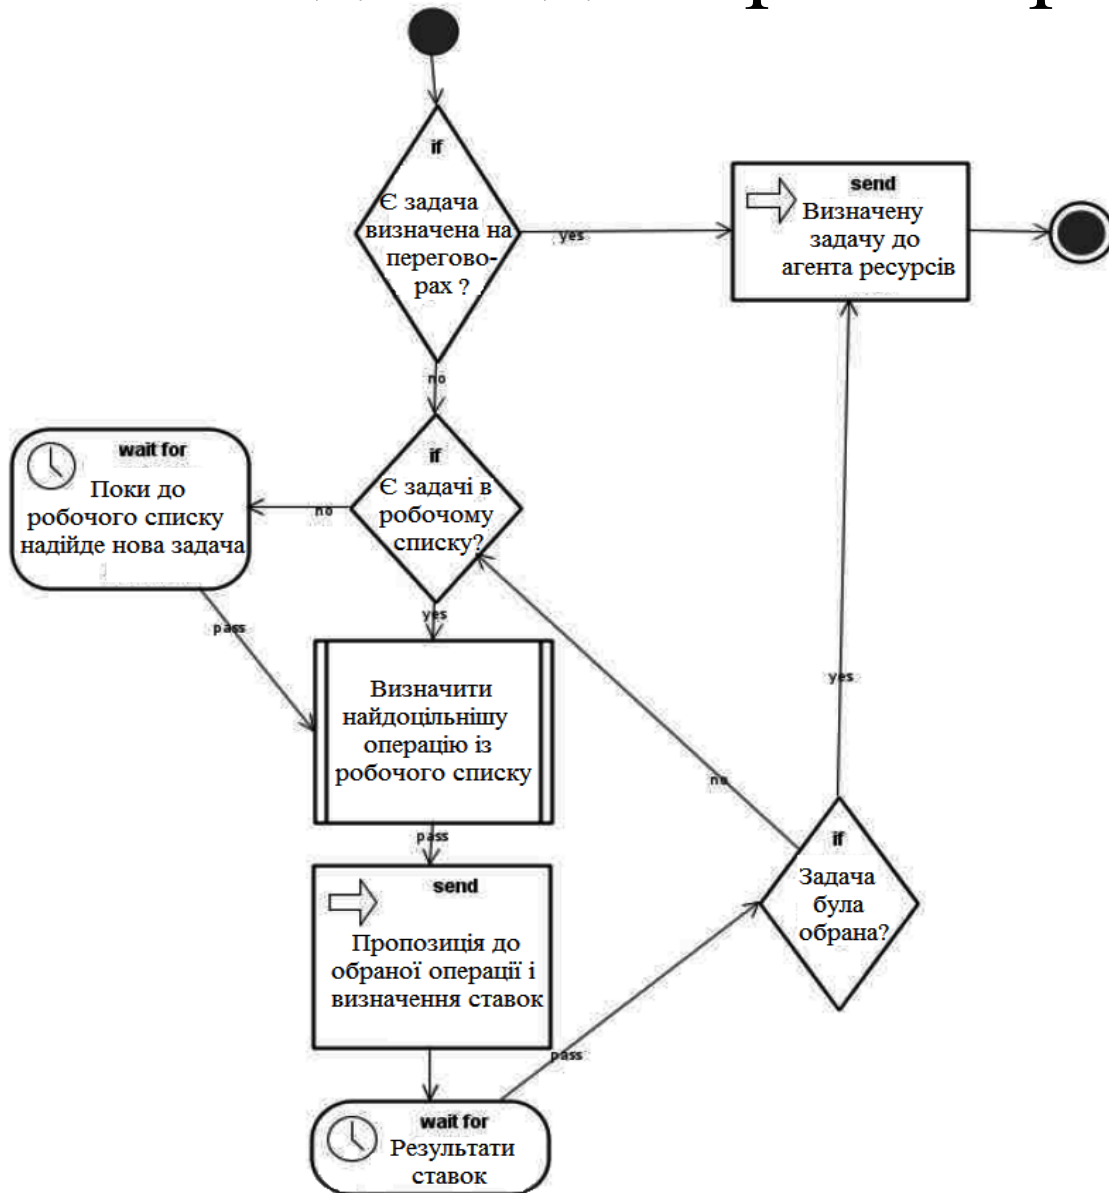 if
Є задача
визначена на
перегово-
рах ?
yes
send
Визначену
задачу до
агента ресурсів
no
wait for
Поки до
робочого списку
надійде нова задача
if
Є задачі в
робочому
списку?
no
pass
yes
Визначити
найдоцільнішу
операцію із
робочого списку
yes
no
pass
send
Пропозиція до
обраної операції і
визначення ставок
if
Задача
була
обрана?
pass
wait for
Результати
ставок